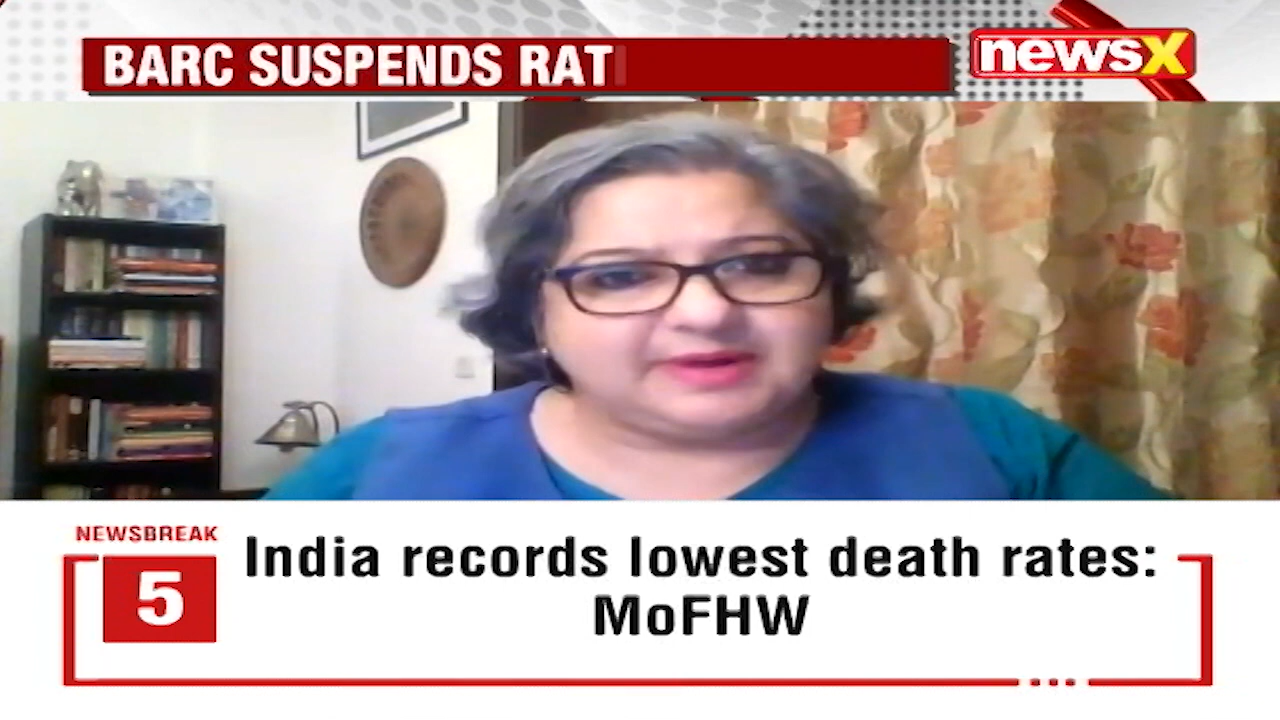 BARC SUSPENDS RAT
newsX
NEWSBREAK
5
India records lowest death rates:
MoFHW